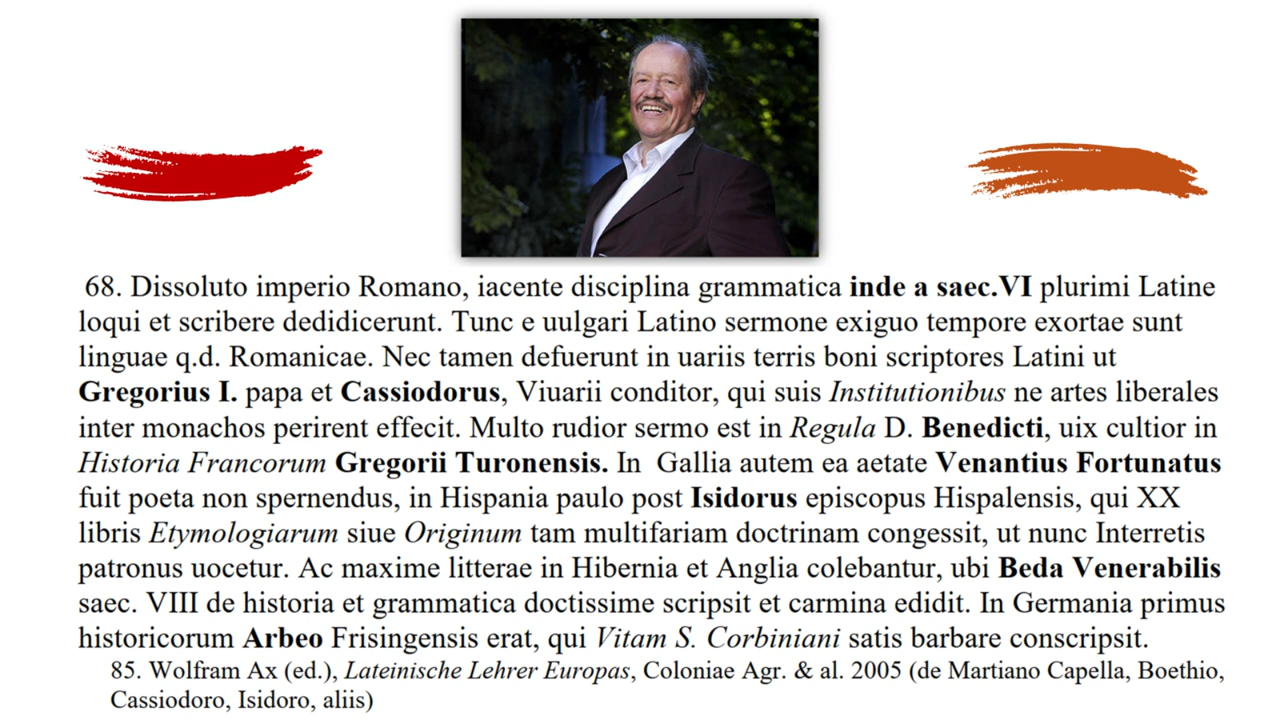 68. Dissoluto imperio Romano, iacente disciplina grammatica inde a saec.VI plurimi Latine
loqui et scribere dedidicerunt. Tunc e uulgari Latino sermone exiguo tempore exortae sunt
linguae q.d. Romanicae. Nec tamen defuerunt in uariis terris boni scriptores Latini ut
Gregorius I. papa et Cassiodorus, Viuarii conditor, qui suis Institutionibus ne artes liberales
inter monachos perirent effecit. Multo rudior sermo est in Regula D. Benedicti, uix cultior in
Historia Francorum Gregorii Turonensis. In Gallia autem ea aetate Venantius Fortunatus
fuit poeta non spernendus, in Hispania paulo post Isidorus episcopus Hispalensis, qui XX
libris Etymologiarum siue Originum tam multifariam doctrinam congessit, ut nunc Interretis
patronus uocetur. Ac maxime litterae in Hibernia et Anglia colebantur, ubi Beda Venerabilis
saec. VIII de historia et grammatica doctissime scripsit et carmina edidit. In Germania primus
historicorum Arbeo Frisingensis erat, qui Vitam S. Corbiniani satis barbare conscripsit.
85. Wolfram Ax (ed.), Lateinische Lehrer Europas, Coloniae Agr. & al. 2005 (de Martiano Capella, Boethio,
Cassiodoro, Isidoro, aliis)